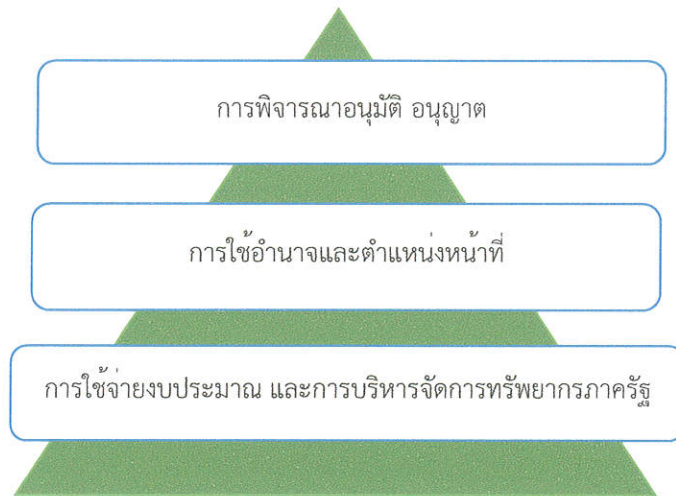 การพิจารณาอนุมัติ อนุญาต
การใช้อำนาจและตำแหน่งหน้าที่
การใช้จ่ายงบประมาณ และการบริหารจัดการทรัพยากรภาครัฐ